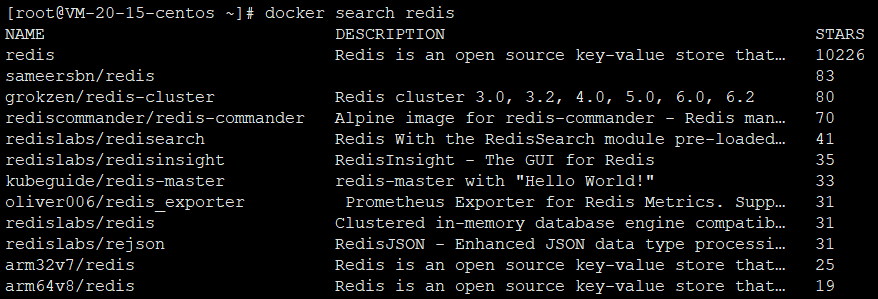 [root@VM-20-15-centos ~]# docker search redis
NAME DESCRIPTION STARS
redis Redis is an open source key-value store that… 10226
sameersbn/redis 83
grokzen/redis-cluster Redis cluster 3.0, 3.2, 4.0, 5.0, 6.0, 6.2 80
rediscommander/redis-commander Alpine image for redis-commander - Redis man… 70
redislabs/redisearch Redis With the RedisSearch module pre-loaded… 41
redislabs/redisinsight RedisInsight - The GUI for Redis 35
kubeguide/redis-master redis-master with "Hello World!" 33
oliver006/redis_exporter Prometheus Exporter for Redis Metrics. Supp… 31
redislabs/redis Clustered in-memory database engine compatib… 31
redislabs/rejson RedisJSON - Enhanced JSON data type processi… 31
arm32v7/redis Redis is an open source key-value store that… 25
arm64v8/redis Redis is an open source key-value store that… 19